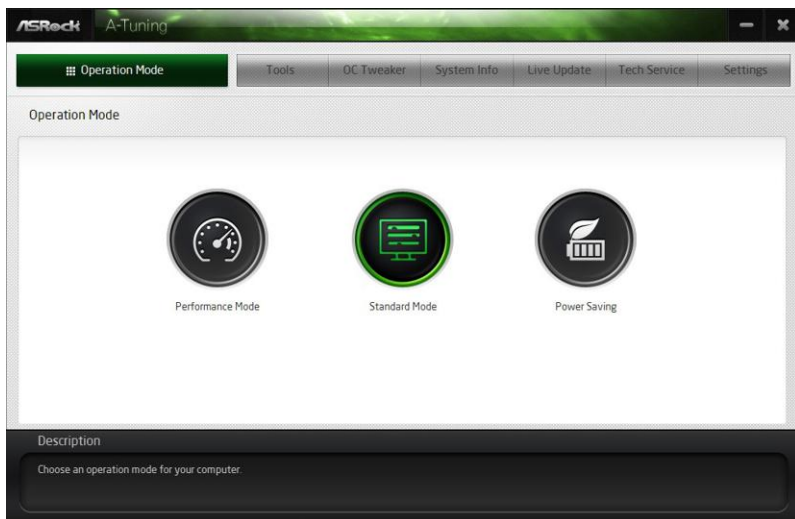 ASRock A-Tuning
Operation Mode Tools OC Tweaker System Info Live Update Tech Service Settings
Operation Mode
Performance Mode Standard Mode Power Saving
Description
Choose an operation mode for your computer.